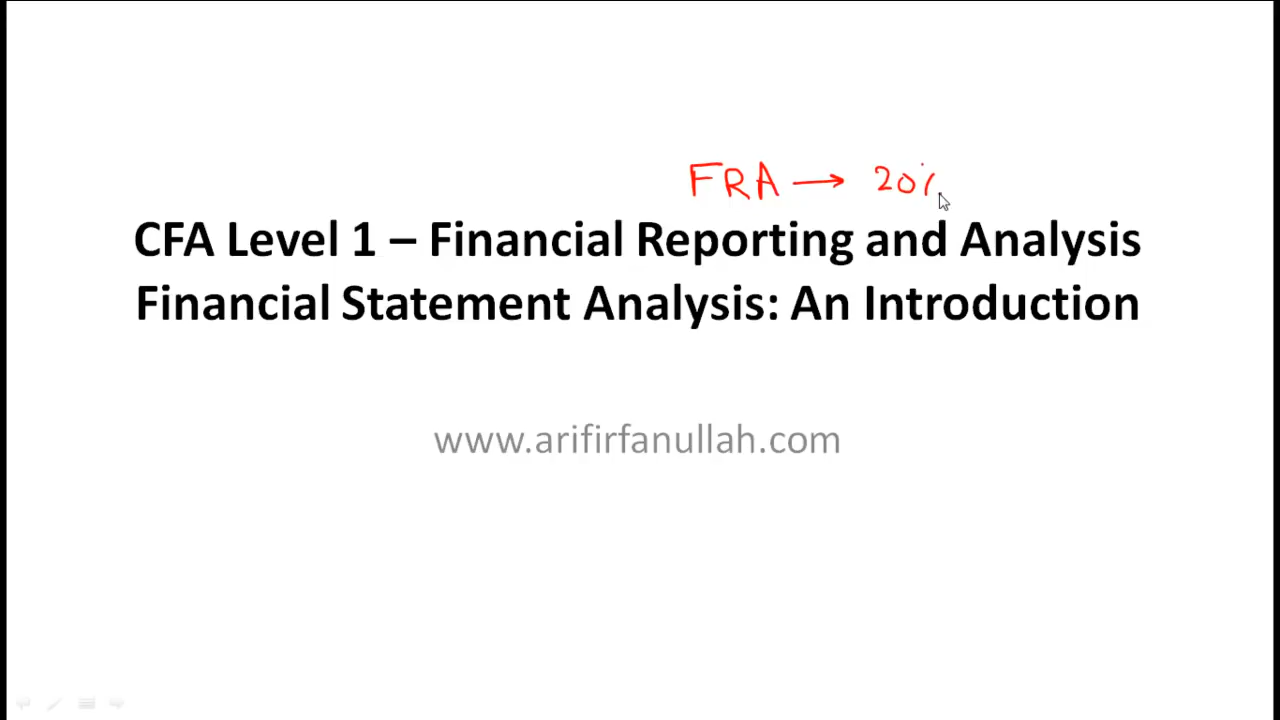 FRA → 20%
CFA Level 1 – Financial Reporting and Analysis
Financial Statement Analysis: An Introduction
www.arifirfanullah.com